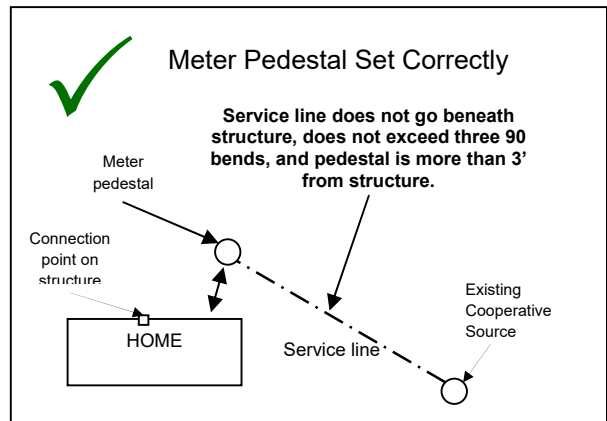 Meter Pedestal Set Correctly
Service line does not go beneath
structure, does not exceed three 90
bends, and pedestal is more than 3'
from structure.
Meter
pedestal
Connection
point on
structure
HOME
Service line
Existing
Cooperative
Source